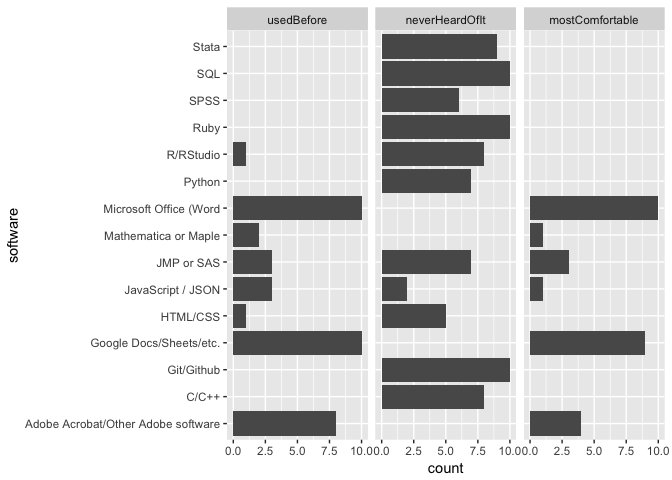 usedBefore neverHeardOfIt mostComfortable
Stata
SQL
SPSS
Ruby
R/RStudio
Python
Microsoft Office (Word
Mathematica or Maple
JMP or SAS
JavaScript / JSON
HTML/CSS
Google Docs/Sheets/etc.
Git/Github
C/C++
Adobe Acrobat/Other Adobe software
software
0.0 2.5 5.0 7.5 10.0 0.0 2.5 5.0 7.5 10.0 0.0 2.5 5.0 7.5 10.0
count